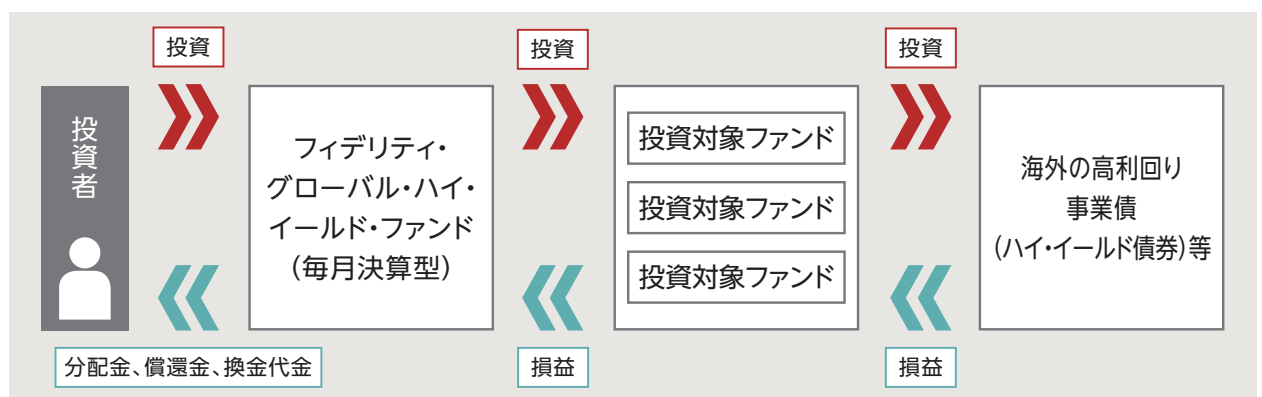 投資
投資
投資
投資者
フィデリティ・
グローバル・ハイ・
イールド・ファンド
（毎月決算型）
投資対象ファンド
投資対象ファンド
投資対象ファンド
海外の高利回り
事業債
（ハイ・イールド債券）等
分配金、償還金、換金代金
損益
損益